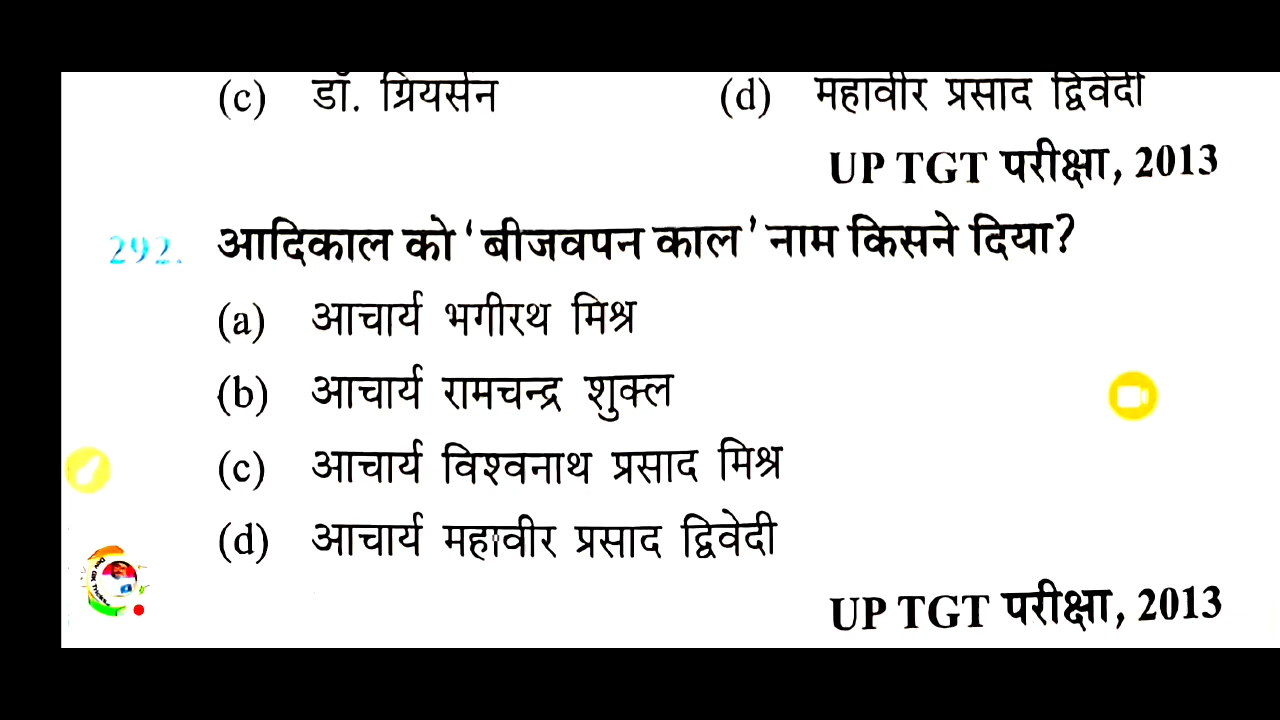 (c) डॉ. ग्रियर्सन (d) महावीर प्रसाद द्विवेदी
UP TGT परीक्षा, 2013
292. आदिकाल को ‘बीजवपन काल’ नाम किसने दिया?
(a) आचार्य भगीरथ मिश्र
(b) आचार्य रामचन्द्र शुक्ल
(c) आचार्य विश्वनाथ प्रसाद मिश्र
(d) आचार्य महावीर प्रसाद द्विवेदी
UP TGT परीक्षा, 2013